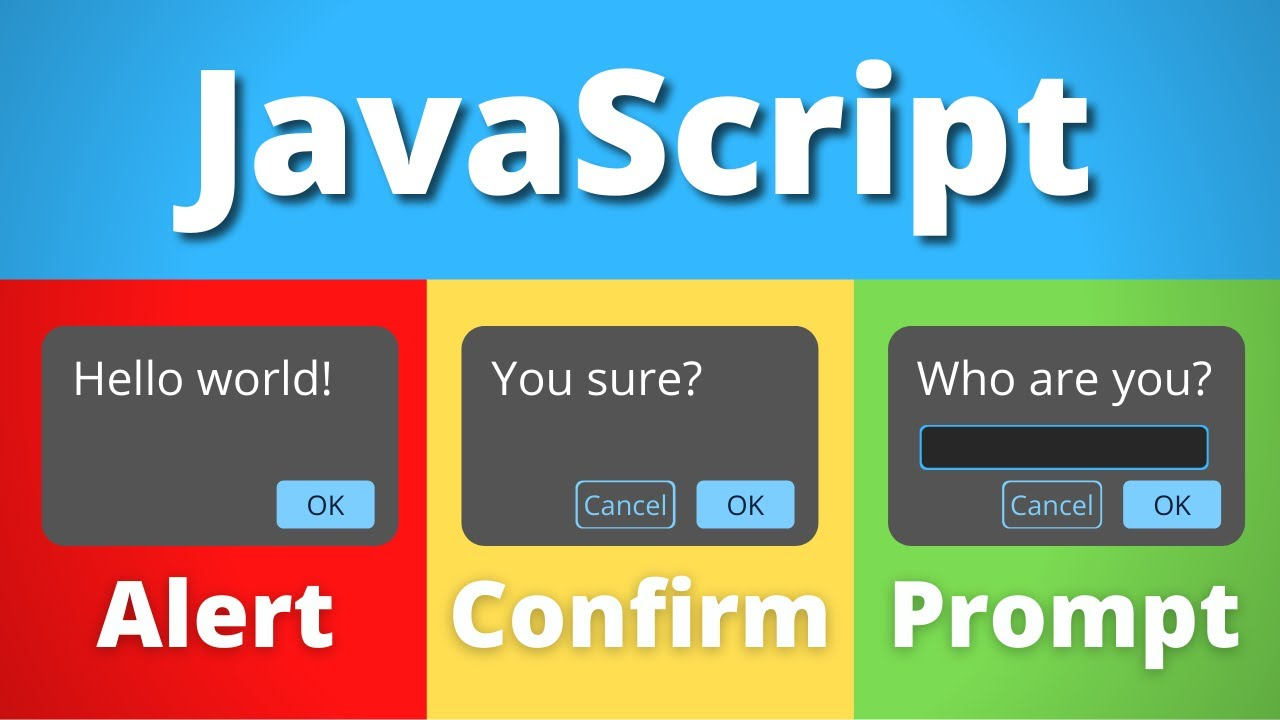 JavaScript
Hello world!
OK
Alert
You sure?
Cancel OK
Confirm
Who are you?
Cancel OK
Prompt